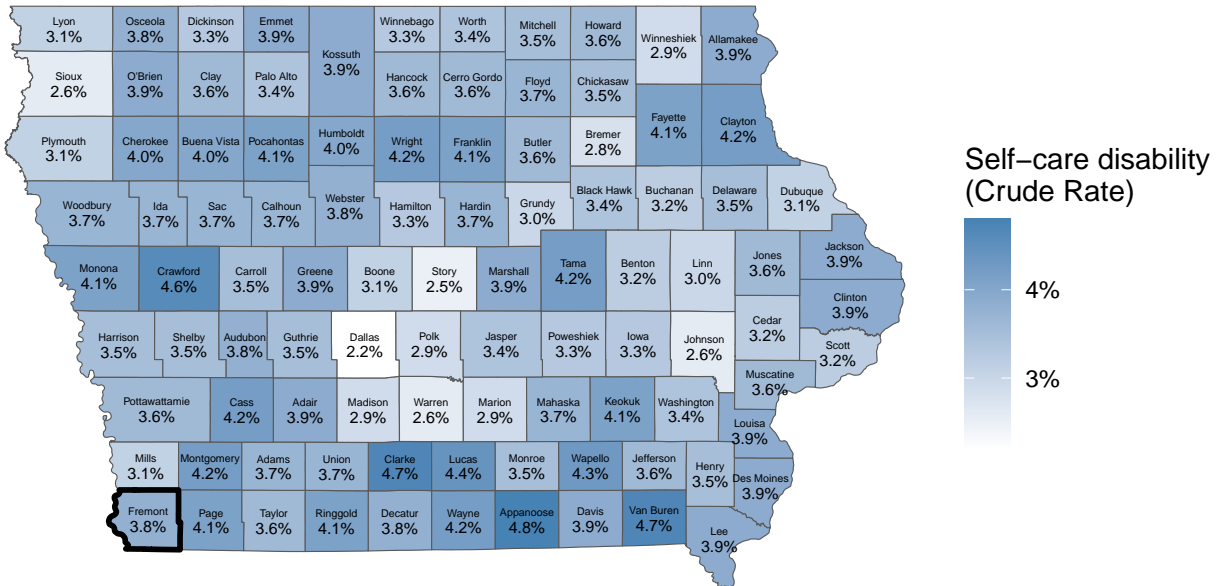 Lyon
3.1%
Osceola
3.8%
Dickinson
3.3%
Emmet
3.9%
Kossuth
3.9%
Winnebago
3.3%
Worth
3.4%
Mitchell
3.5%
Howard
3.6%
Winneshiek
2.9%
Allamakee
3.9%
Sioux
2.6%
O'Brien
3.9%
Clay
3.6%
Palo Alto
3.4%
Hancock
3.6%
Cerro Gordo
3.6%
Floyd
3.7%
Chickasaw
3.5%
Fayette
4.1%
Clayton
4.2%
Plymouth
3.1%
Cherokee
4.0%
Buena Vista
4.0%
Pocahontas
4.1%
Humboldt
4.0%
Wright
4.2%
Franklin
4.1%
Butler
3.6%
Bremer
2.8%
Woodbury
3.7%
Ida
3.7%
Sac
3.7%
Calhoun
3.7%
Webster
3.8%
Hamilton
3.3%
Hardin
3.7%
Grundy
3.0%
Black Hawk
3.4%
Buchanan
3.2%
Delaware
3.5%
Dubuque
3.1%
Monona
4.1%
Crawford
4.6%
Carroll
3.5%
Greene
3.9%
Boone
3.1%
Story
2.5%
Marshall
3.9%
Tama
4.2%
Benton
3.2%
Linn
3.0%
Jones
3.6%
Jackson
3.9%
Clinton
3.9%
Harrison
3.5%
Shelby
3.5%
Audubon
3.8%
Guthrie
3.5%
Dallas
2.2%
Polk
2.9%
Jasper
3.4%
Poweshiek
3.3%
Iowa
3.3%
Johnson
2.6%
Cedar
3.2%
Scott
3.2%
Muscatine
3.6%
Pottawattamie
3.6%
Cass
4.2%
Adair
3.9%
Madison
2.9%
Warren
2.6%
Marion
2.9%
Mahaska
3.7%
Keokuk
4.1%
Washington
3.4%
Louisa
3.9%
Mills
3.1%
Montgomery
4.2%
Adams
3.7%
Union
3.7%
Clarke
4.7%
Lucas
4.4%
Monroe
3.5%
Wapello
4.3%
Jefferson
3.6%
Henry
3.5%
Des Moines
3.9%
Fremont
3.8%
Page
4.1%
Taylor
3.6%
Ringgold
4.1%
Decatur
3.8%
Wayne
4.2%
Appanoose
4.8%
Davis
3.9%
Van Buren
4.7%
Lee
3.9%
Self−care disability
(Crude Rate)
4%
3%